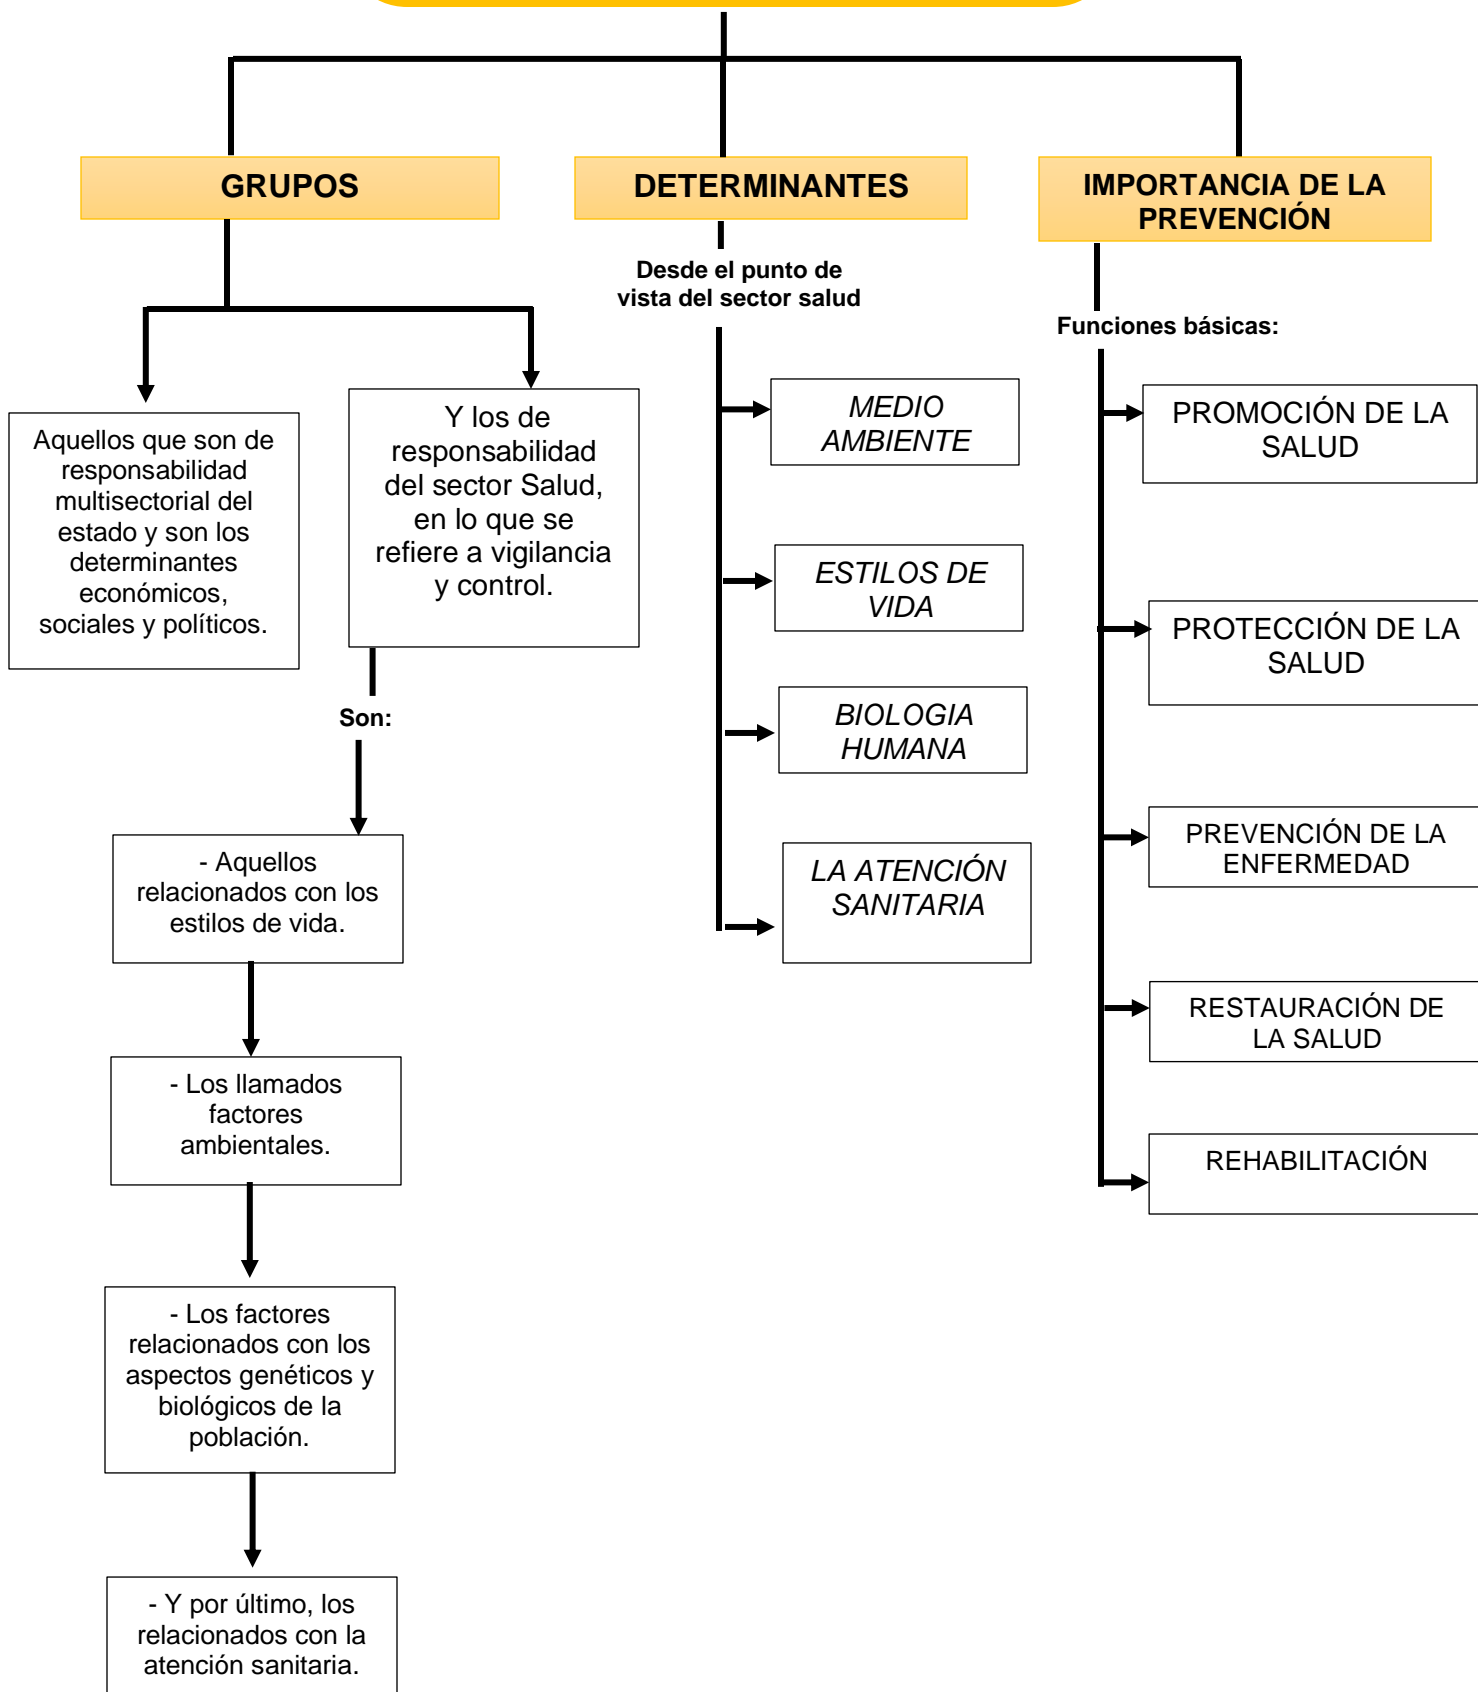 GRUPOS
Aquellos que son de
responsabilidad
multisectorial del
estado y son los
determinantes
económicos,
sociales y políticos.
Y los de
responsabilidad
del sector Salud,
en lo que se
refiere a vigilancia
y control.
Son:
- Aquellos
relacionados con los
estilos de vida.
- Los llamados
factores
ambientales.
- Los factores
relacionados con los
aspectos genéticos y
biológicos de la
población.
- Y por último, los
relacionados con la
atención sanitaria.
DETERMINANTES
Desde el punto de
vista del sector salud
MEDIO
AMBIENTE
ESTILOS DE
VIDA
BIOLOGIA
HUMANA
LA ATENCIÓN
SANITARIA
IMPORTANCIA DE LA
PREVENCIÓN
Funciones básicas:
PROMOCIÓN DE LA
SALUD
PROTECCIÓN DE LA
SALUD
PREVENCIÓN DE LA
ENFERMEDAD
RESTAURACIÓN DE
LA SALUD
REHABILITACIÓN